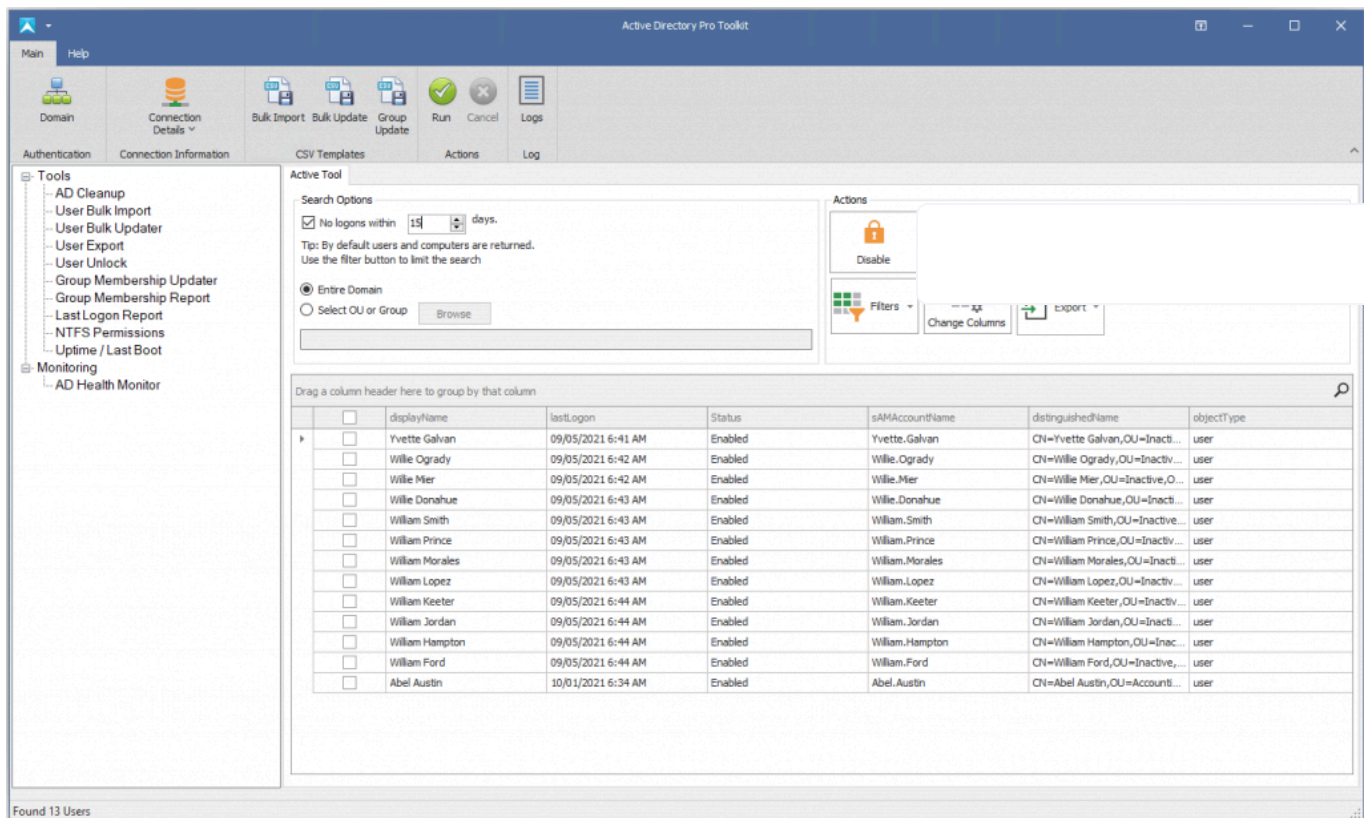 Active Directory Pro Toolkit
Main Help
Domain
Connection Details
Bulk Import Bulk Update Group Update
Run Cancel
Logs
Authentication Connection Information CSV Templates Actions Log
Tools
AD Cleanup
User Bulk Import
User Bulk Updater
User Export
User Unlock
Group Membership Updater
Group Membership Report
Last Logon Report
NTFS Permissions
Uptime / Last Boot
Monitoring
AD Health Monitor
Active Tool
Search Options
No logons within 15 days.
Tip: By default users and computers are returned.
Use the filter button to limit the search
Entire Domain
Select OU or Group Browse
Actions
Disable
Filters
Change Columns
Export
Drag a column header here to group by that column
displayName lastLogon Status sAMAccountName distinguishedName objectType
Yvette Galvan 09/05/2021 6:41 AM Enabled Yvette.Galvan CN=Yvette Galvan,OU=Inacti... user
Willie Ogrady 09/05/2021 6:42 AM Enabled Willie.Ogrady CN=Willie Ogrady,OU=Inactiv... user
Willie Mier 09/05/2021 6:42 AM Enabled Willie.Mier CN=Willie Mier,OU=Inactive,O... user
Willie Donahue 09/05/2021 6:43 AM Enabled Willie.Donahue CN=Willie Donahue,OU=Inacti... user
William Smith 09/05/2021 6:43 AM Enabled William.Smith CN=William Smith,OU=Inactive... user
William Prince 09/05/2021 6:43 AM Enabled William.Prince CN=William Prince,OU=Inactiv... user
William Morales 09/05/2021 6:43 AM Enabled William.Morales CN=William Morales,OU=Inacti... user
William Lopez 09/05/2021 6:43 AM Enabled William.Lopez CN=William Lopez,OU=Inactiv... user
William Keeter 09/05/2021 6:44 AM Enabled William.Keeter CN=William Keeter,OU=Inactiv... user
William Jordan 09/05/2021 6:44 AM Enabled William.Jordan CN=William Jordan,OU=Inacti... user
William Hampton 09/05/2021 6:44 AM Enabled William.Hampton CN=William Hampton,OU=Inac... user
William Ford 09/05/2021 6:44 AM Enabled William.Ford CN=William Ford,OU=Inactive,... user
Abel Austin 10/01/2021 6:34 AM Enabled Abel.Austin CN=Abel Austin,OU=Accounti... user
Found 13 Users